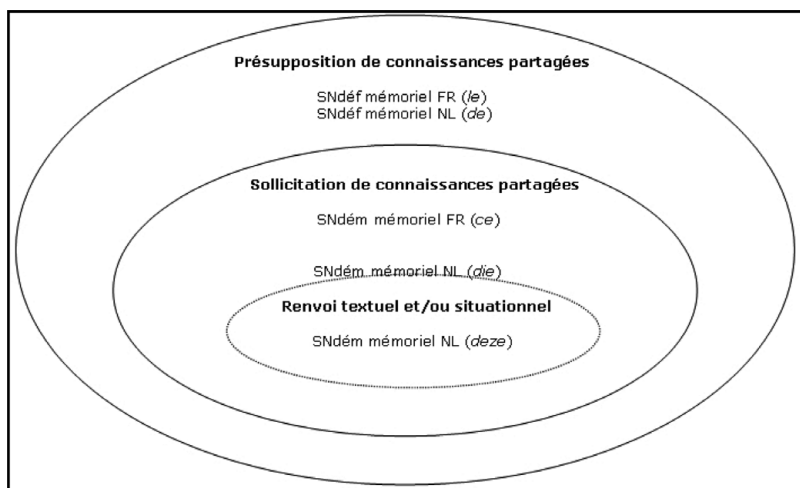 Présupposition de connaissances partagées
SNdéf mémoriel FR (le)
SNdéf mémoriel NL (de)
Sollicitation de connaissances partagées
SNdém mémoriel FR (ce)
SNdém mémoriel NL (die)
Renvoi textuel et/ou situationnel
SNdém mémoriel NL (deze)